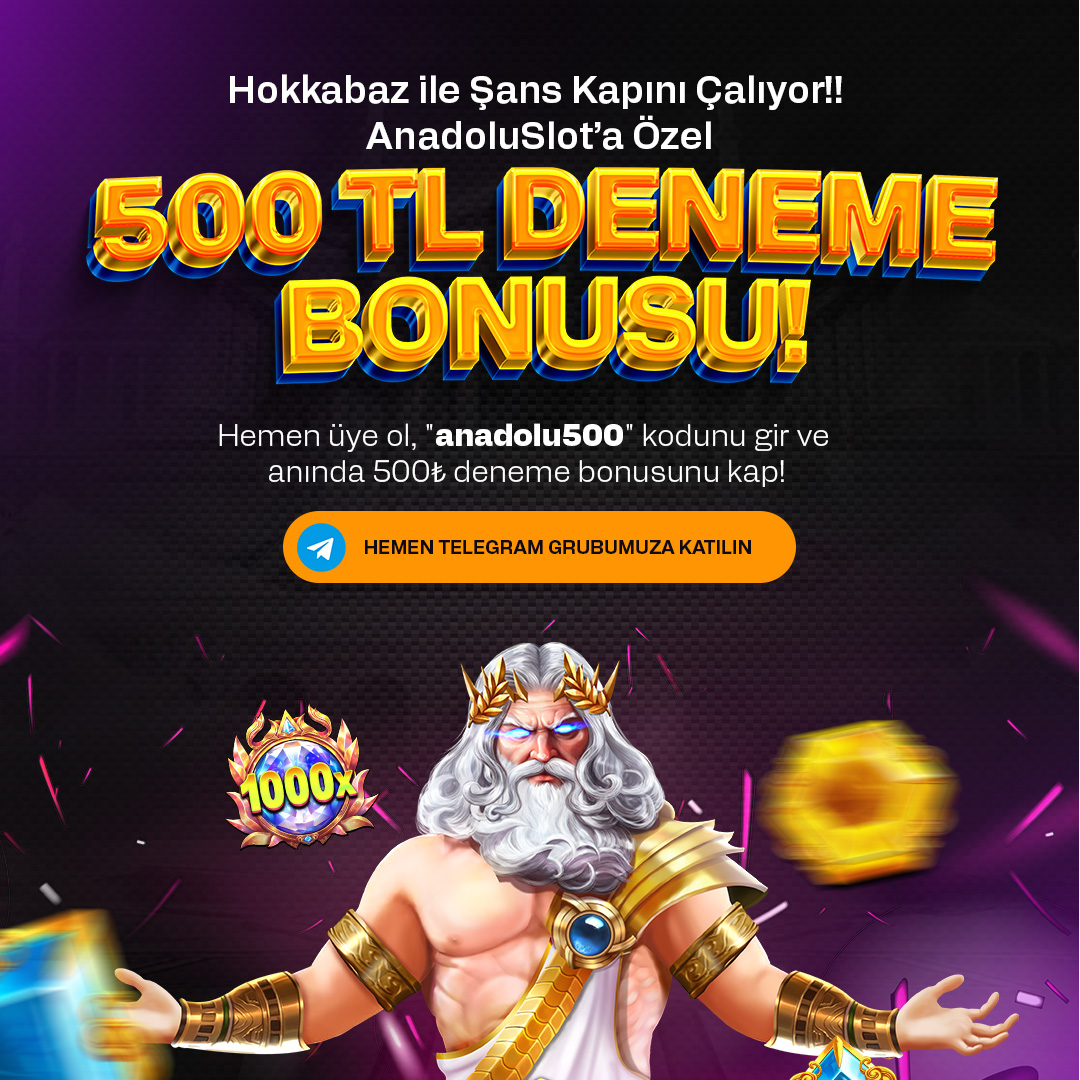 Hokkabaz ile Şans Kapını Çalıyor!!
AnadoluSlot’a Özel
500 TL DENEME
BONUSU!
Hemen üye ol, "anadolu500" kodunu gir ve
anında 500₺ deneme bonusunu kap!
HEMEN TELEGRAM GRUBUMUZA KATILIN
1000x